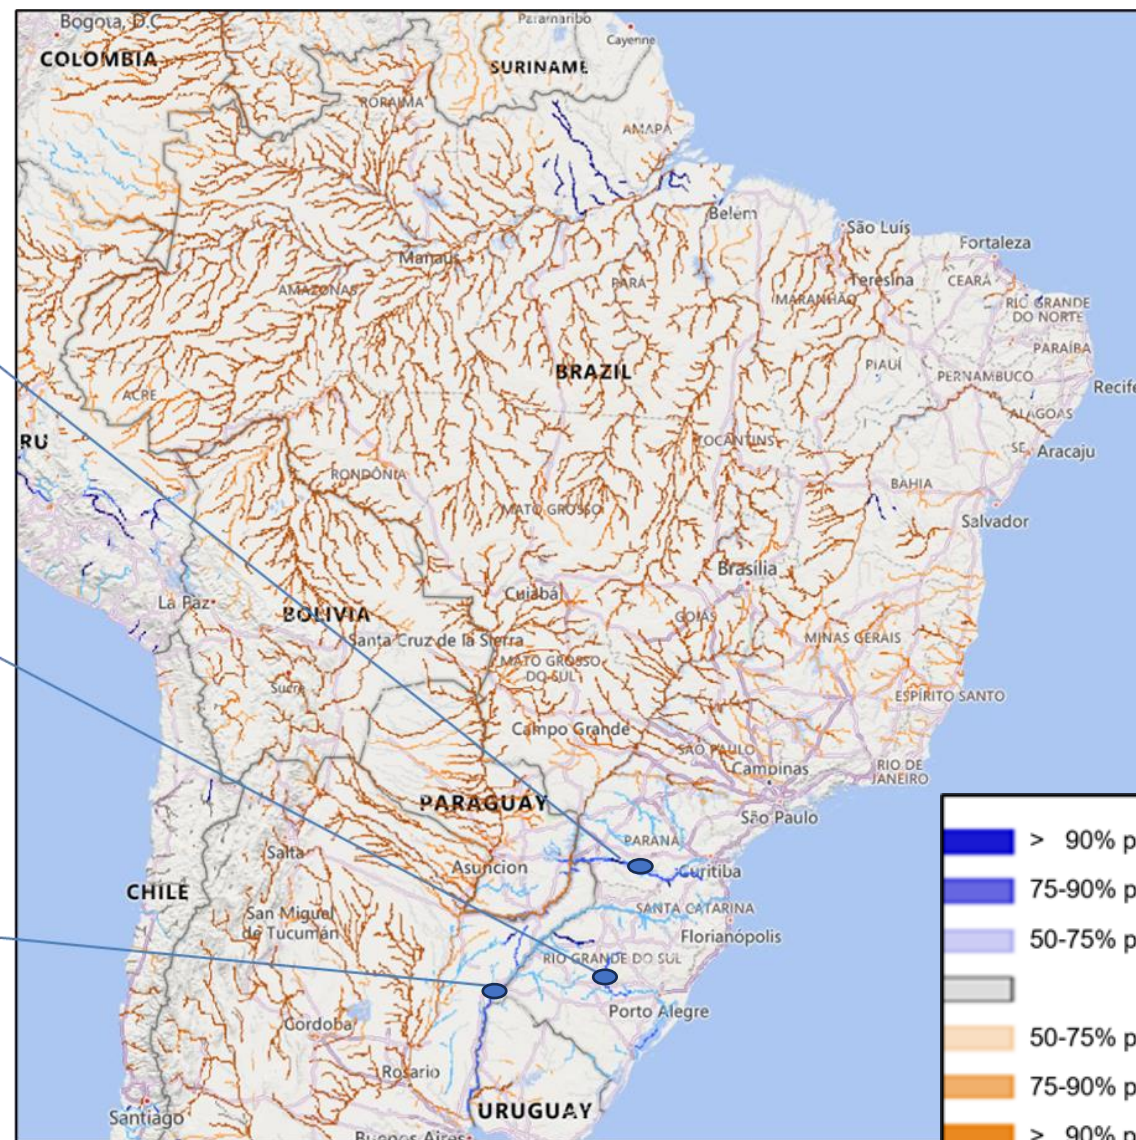 Bogota, D.C
Paramaribo
Cayenne
COLOMBIA
SURINAME
RORAIMA
AMAPÁ
Belém
São Luís
Fortaleza
Manaus
AMAZONAS
PARÁ
Teresina
CEARÁ
MARANHÃO
RIO GRANDE
DO NORTE
PARAÍBA
PIAUÍ
BRAZIL
PERNAMBUCO
Recife
ACRE
ALAGOAS
RU
TOCANTINS
SE
Aracaju
RONDÔNIA
BAHIA
MATO GROSSO
Salvador
Brasília
Cuiabá
La Paz
BOLIVIA
GOIÁS
Santa Cruz de la Sierra
MINAS GERAIS
MATO GROSSO
DO SUL
Sucre
ESPÍRITO SANTO
Campo Grande
SÃO PAULO
Campinas
RIO DE
JANEIRO
PARAGUAY
São Paulo
PARANÁ
Salta
Asuncion
Curitiba
CHILE
SANTA CATARINA
San Miguel
de Tucumán
Florianópolis
RIO GRANDE DO SUL
Porto Alegre
Cordoba
Rosario
Santiago
URUGUAY
Buenos Aires
> 90% p
75-90% p
50-75% p
50-75% p
75-90% p
> 90% p